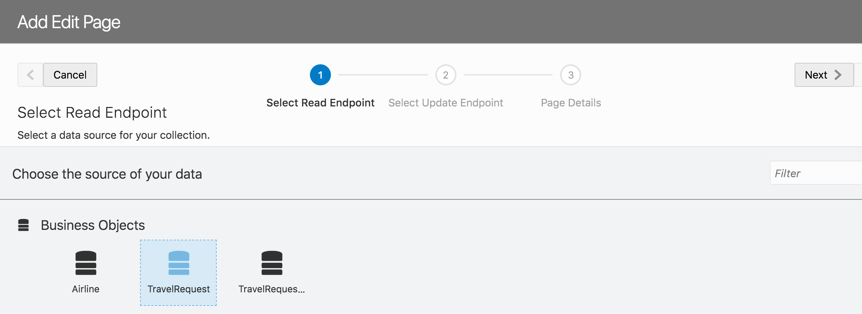 Add Edit Page
Cancel
1
2
3
Next
Select Read Endpoint
Select Update Endpoint
Page Details
Select Read Endpoint
Select a data source for your collection.
Choose the source of your data
Filter
Business Objects
Airline
TravelRequest
TravelReques...